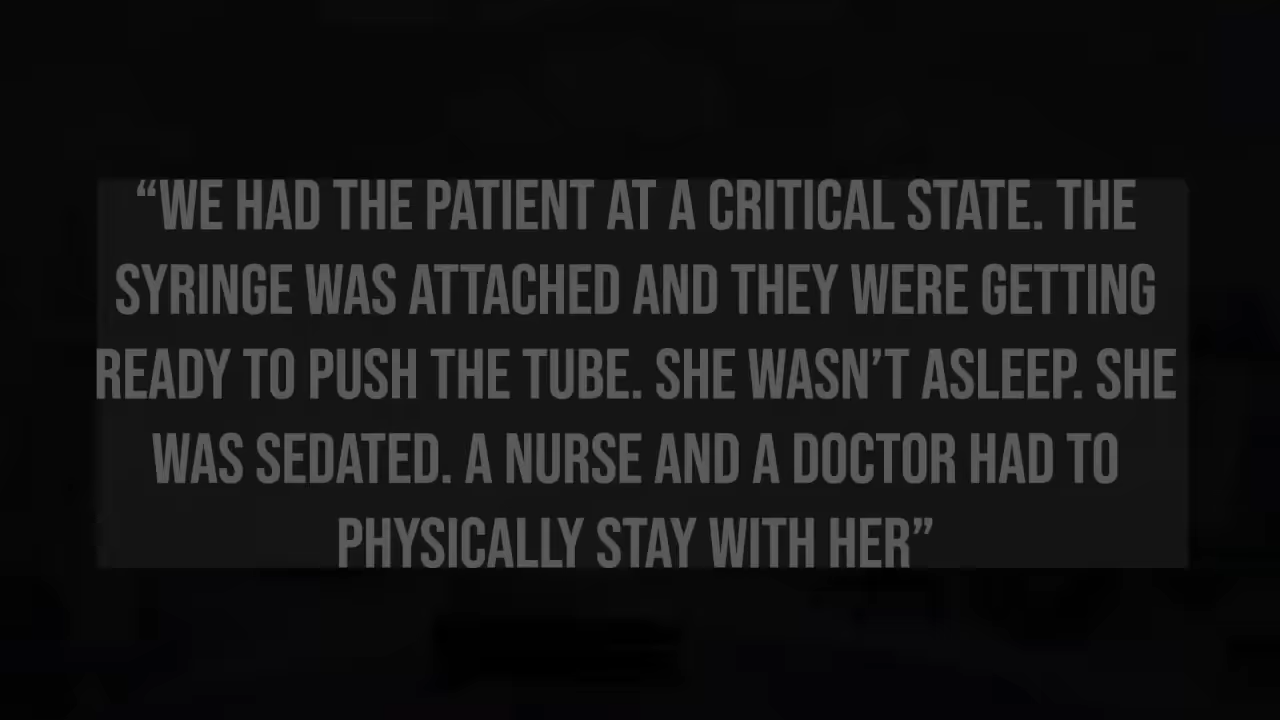 “WE HAD THE PATIENT AT A CRITICAL STATE. THE
SYRINGE WAS ATTACHED AND THEY WERE GETTING
READY TO PUSH THE TUBE. SHE WASN’T ASLEEP. SHE
WAS SEDATED. A NURSE AND A DOCTOR HAD TO
PHYSICALLY STAY WITH HER”